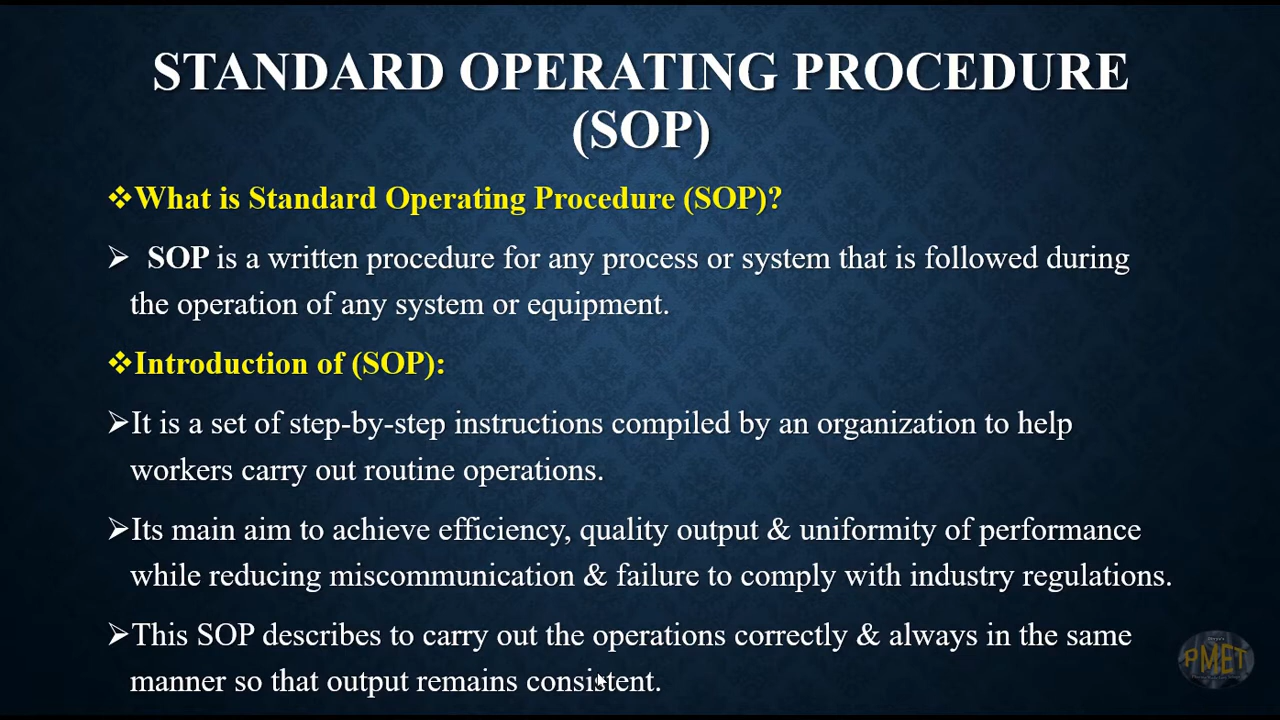 STANDARD OPERATING PROCEDURE
(SOP)
❖What is Standard Operating Procedure (SOP)?
➢ SOP is a written procedure for any process or system that is followed during
the operation of any system or equipment.
❖Introduction of (SOP):
➢It is a set of step-by-step instructions compiled by an organization to help
workers carry out routine operations.
➢Its main aim to achieve efficiency, quality output & uniformity of performance
while reducing miscommunication & failure to comply with industry regulations.
➢This SOP describes to carry out the operations correctly & always in the same
manner so that output remains consistent.
PMET